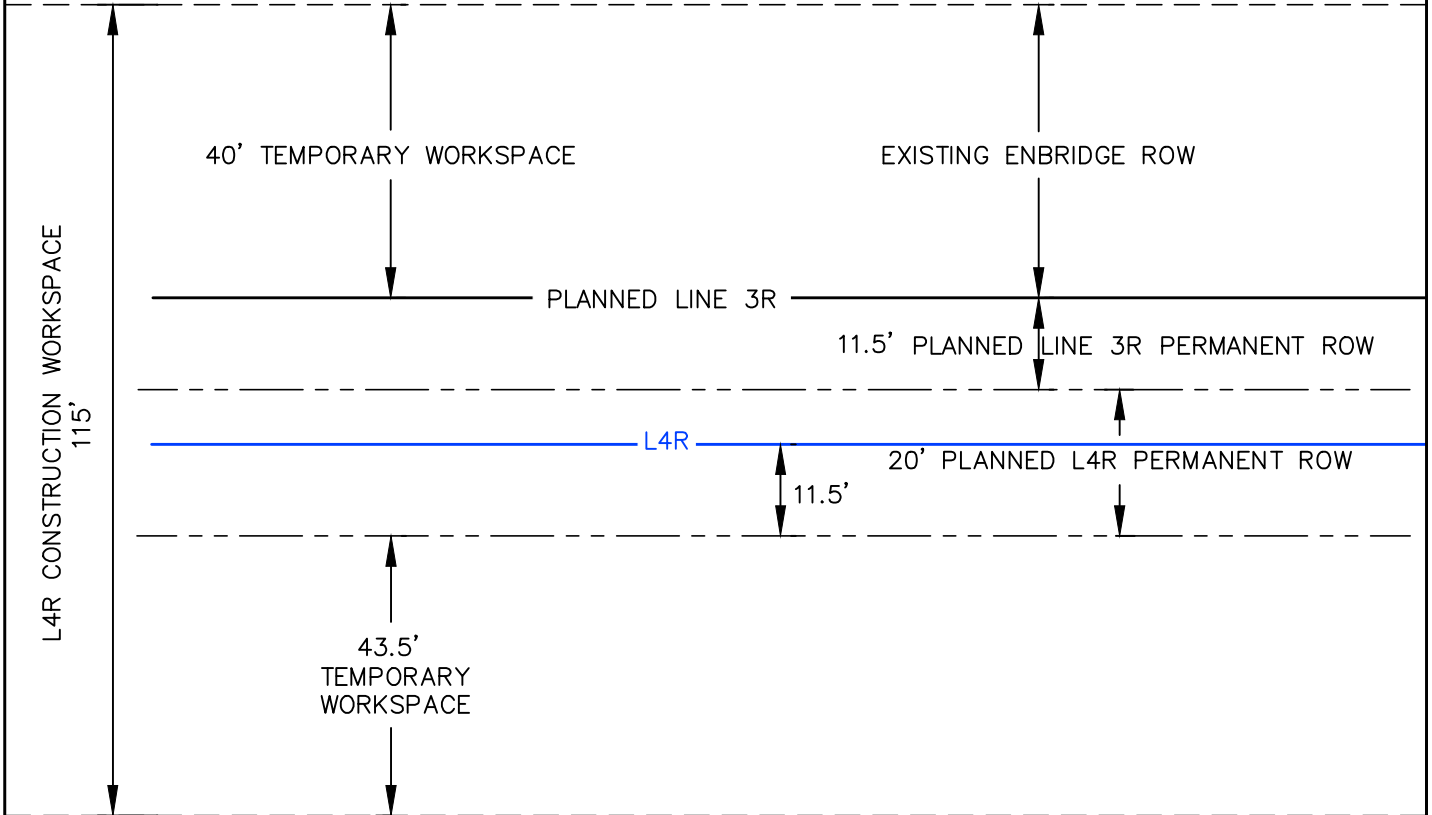 40' TEMPORARY WORKSPACE
EXISTING ENBRIDGE ROW
L4R CONSTRUCTION WORKSPACE
115'
PLANNED LINE 3R
11.5' PLANNED LINE 3R PERMANENT ROW
L4R
20' PLANNED L4R PERMANENT ROW
11.5'
43.5'
TEMPORARY
WORKSPACE